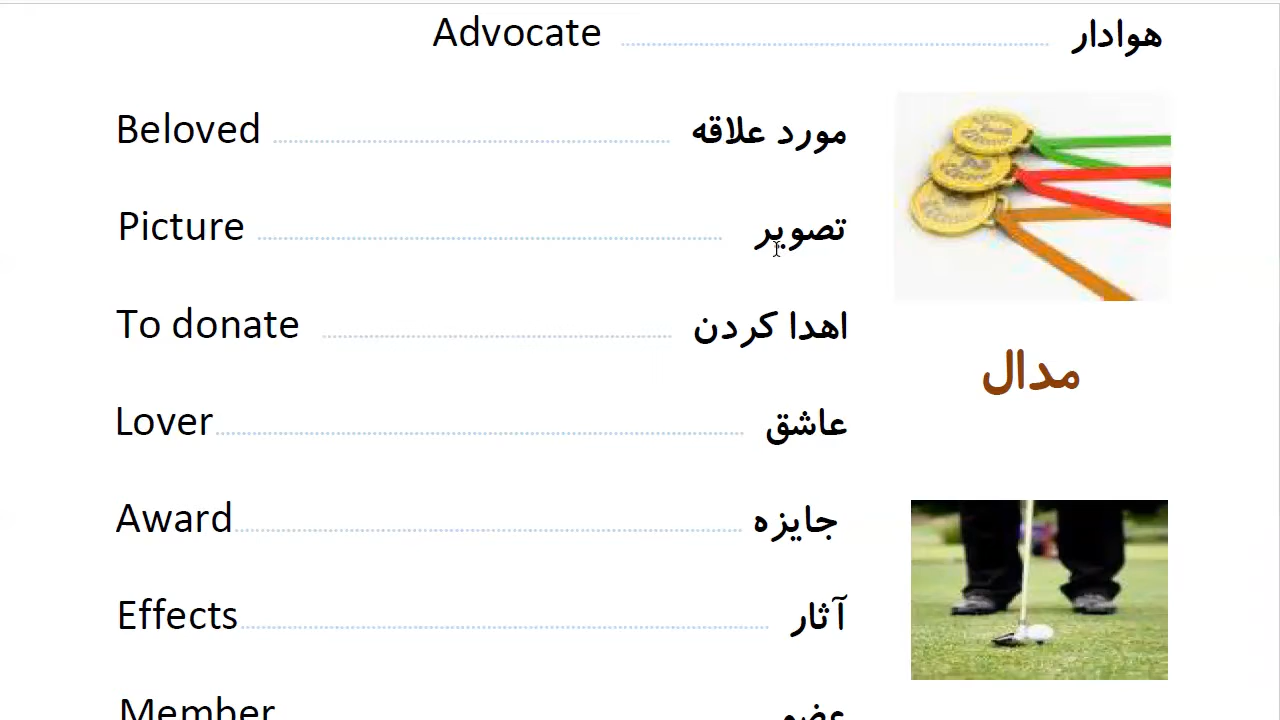 Advocate ........ هوادار
Beloved ........ مورد علاقه
Picture ........ تصویر
To donate ........ اهدا کردن
مدال
Lover ........ عاشق
Award ........ جایزه
Effects ........ آثار
Member عضو